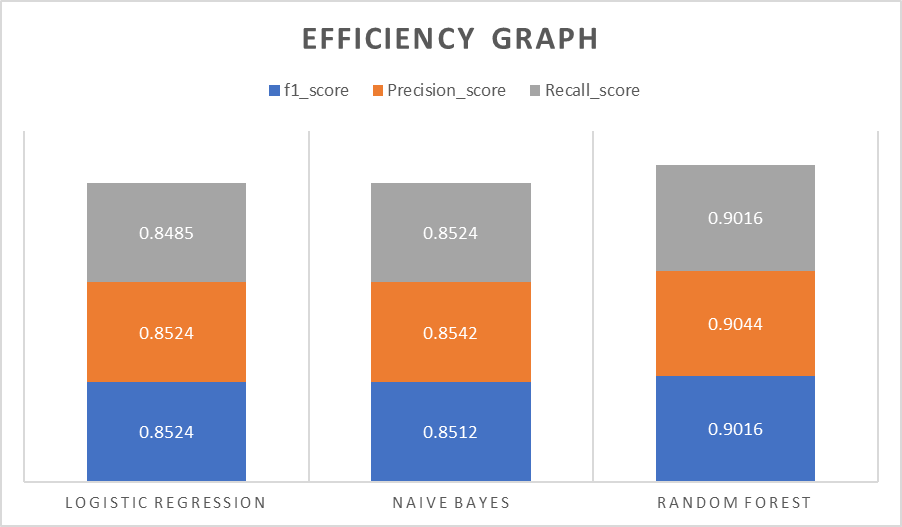 EFFICIENCY GRAPH
f1_score Precision_score Recall_score
0.8485 0.8524 0.9016
0.8524 0.8542 0.9044
0.8524 0.8512 0.9016
LOGISTIC REGRESSION NAIVE BAYES RANDOM FOREST